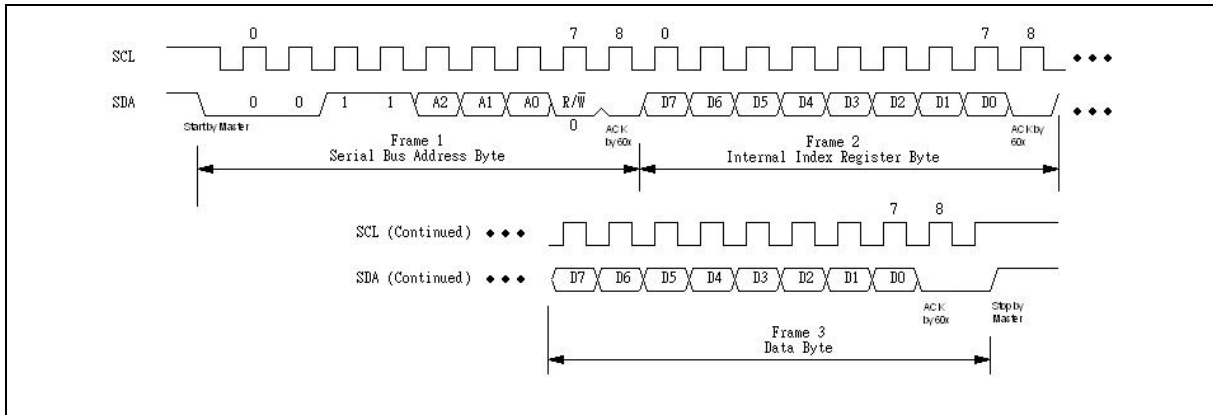 0 7 8 0 7 8
SCL
SDA 0 0 1 1 A2 A1 A0 R/W D7 D6 D5 D4 D3 D2 D1 D0
0
Start by Master
ACK
by 60x
ACK by
60x
Frame 1
Serial Bus Address Byte
Frame 2
Internal Index Register Byte
7 8
SCL (Continued)
SDA (Continued) D7 D6 D5 D4 D3 D2 D1 D0
ACK
by 60x
Stop by
Master
Frame 3
Data Byte